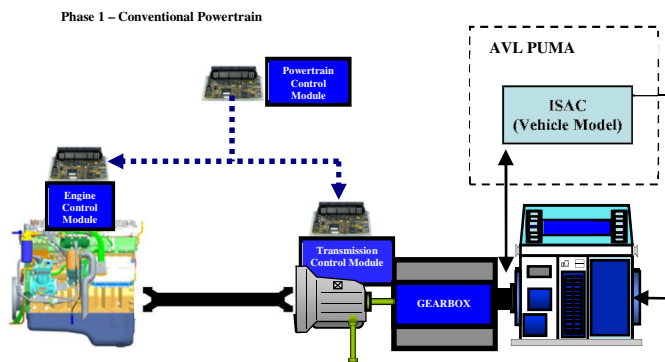 Phase 1 – Conventional Powertrain
AVL PUMA
Powertrain
Control
Module
ISAC
(Vehicle Model)
Engine
Control
Module
Transmission
Control Module
GEARBOX